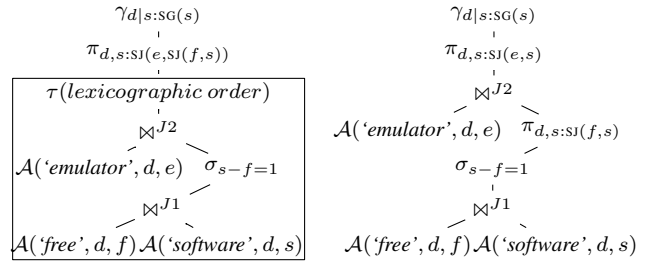 γ_{d|s:SG(s)} γ_{d|s:SG(s)}
π_{d,s:SJ(e,SJ(f,s))} π_{d,s:SJ(e,s)}
τ(lexicographic order) ⋈^{J2}
⋈^{J2} A(‘emulator’, d, e) π_{d,s:SJ(f,s)}
A(‘emulator’, d, e) σ_{s−f=1} σ_{s−f=1}
⋈^{J1} ⋈^{J1}
A(‘free’, d, f) A(‘software’, d, s) A(‘free’, d, f) A(‘software’, d, s)